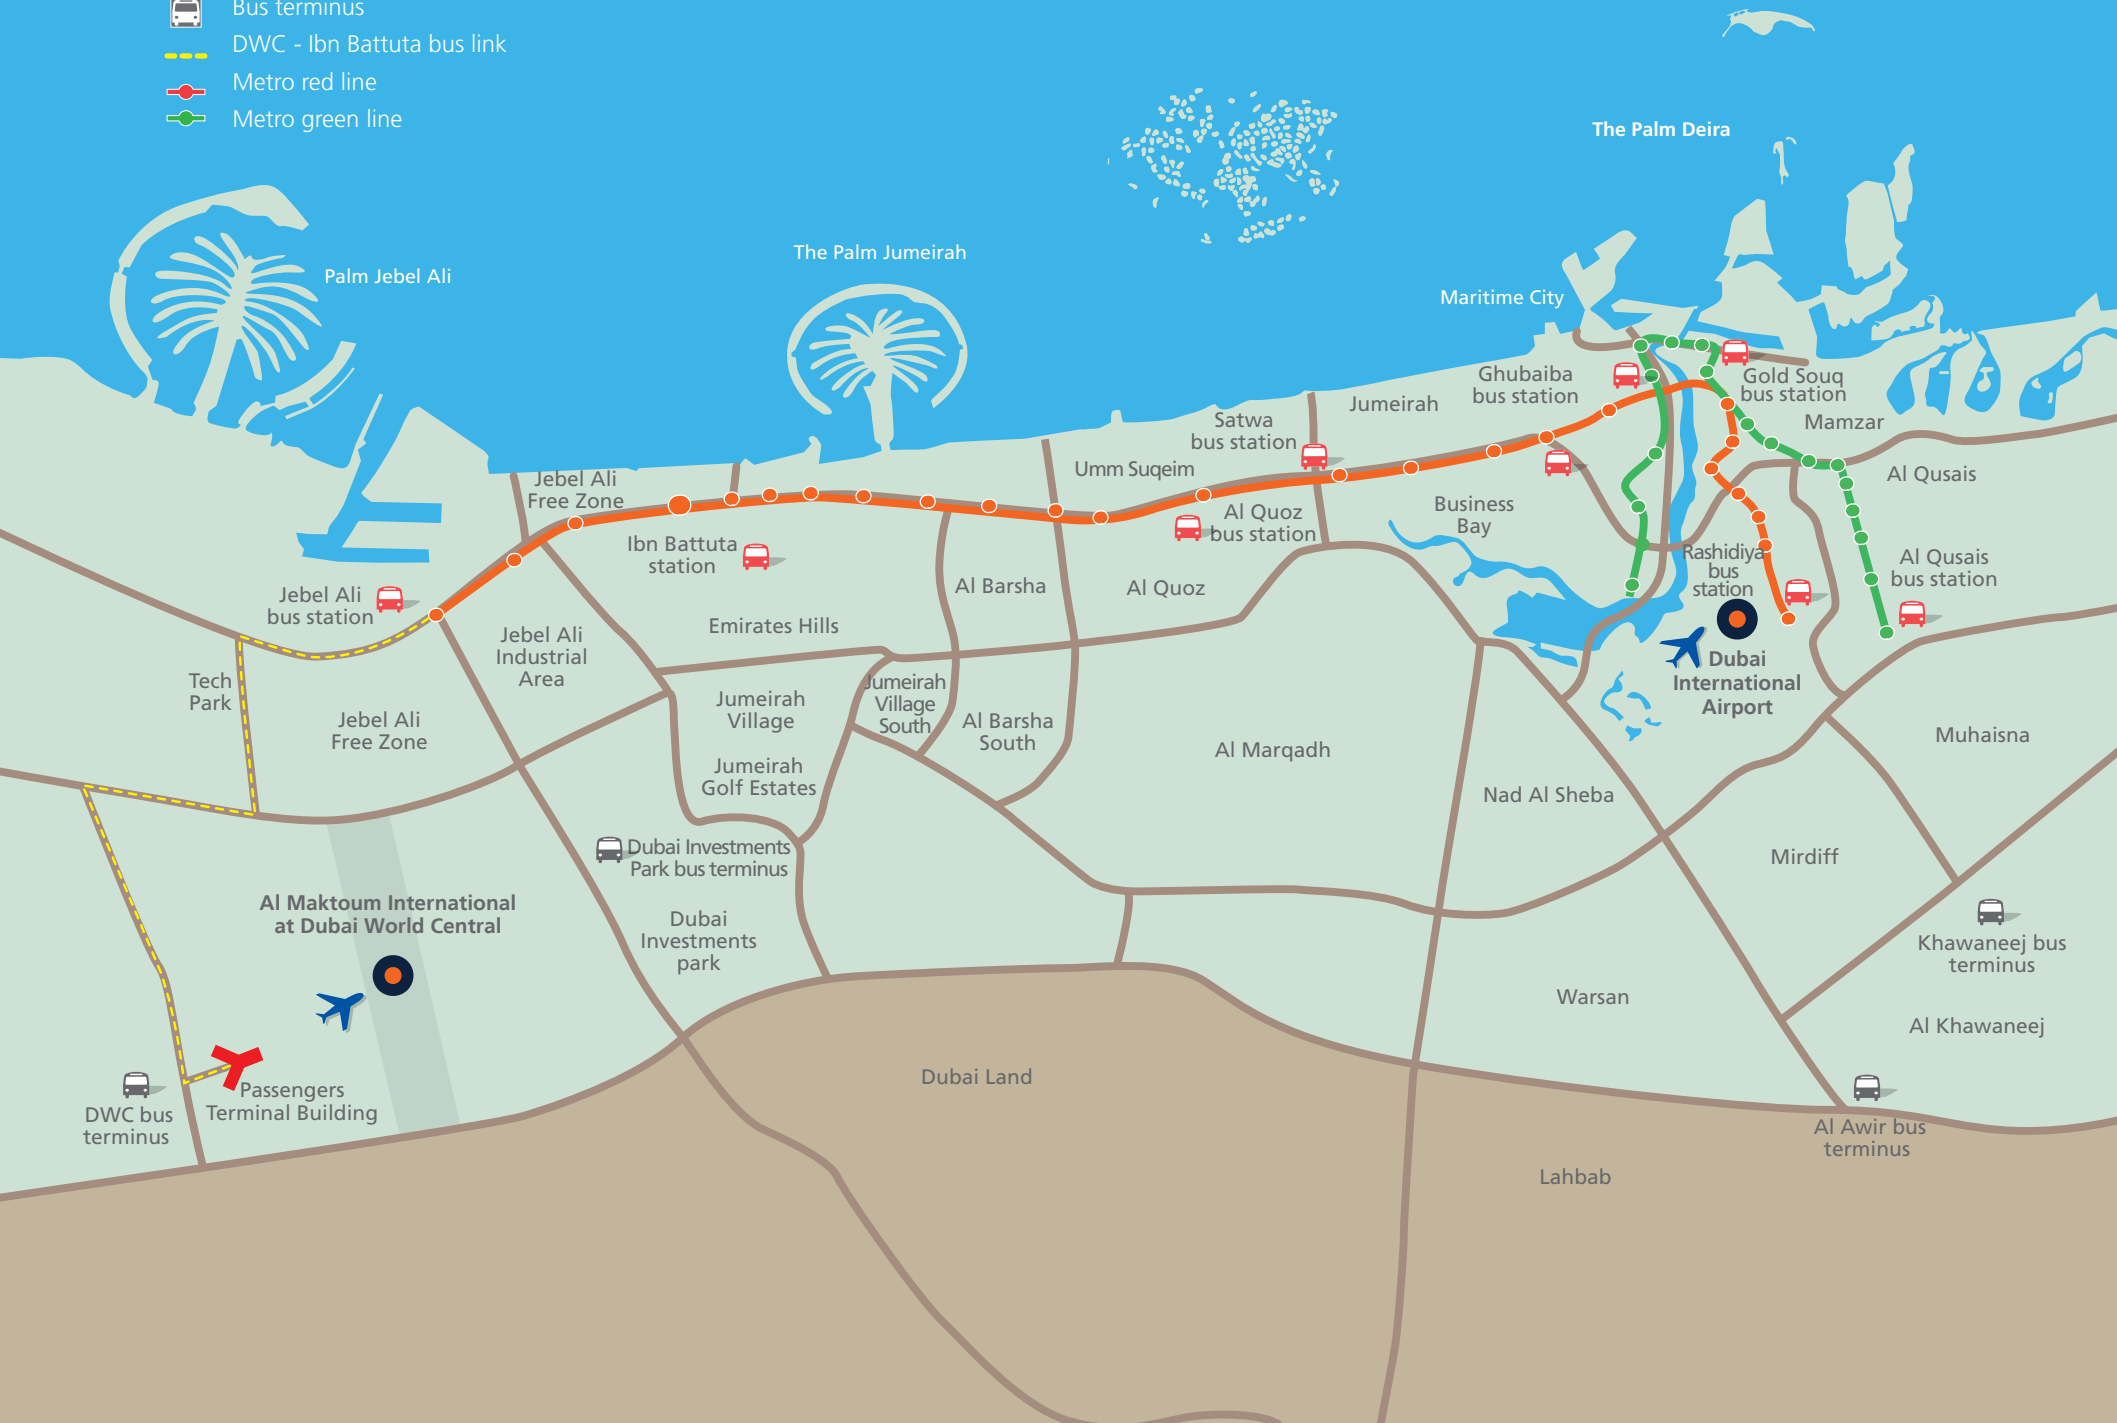 Bus terminus
DWC - Ibn Battuta bus link
Metro red line
Metro green line
The Palm Deira
The Palm Jumeirah
Palm Jebel Ali
Maritime City
Ghubaiba
bus station
Gold Souq
bus station
Jumeirah
Satwa
bus station
Mamzar
Umm Suqeim
Al Qusais
Jebel Ali
Free Zone
Business
Bay
Al Quoz
bus station
Ibn Battuta
station
Rashidiya
bus
station
Al Qusais
bus station
Al Barsha
Al Quoz
Jebel Ali
bus station
Emirates Hills
Jebel Ali
Industrial
Area
Dubai
International
Airport
Tech
Park
Jumeirah
Village
South
Jumeirah
Village
Jebel Ali
Free Zone
Al Barsha
South
Al Marqadh
Muhaisna
Jumeirah
Golf Estates
Nad Al Sheba
Dubai Investments
Park bus terminus
Mirdiff
Al Maktoum International
at Dubai World Central
Dubai
Investments
park
Khawaneej bus
terminus
Warsan
Al Khawaneej
Dubai Land
Passengers
Terminal Building
DWC bus
terminus
Al Awir bus
terminus
Lahbab